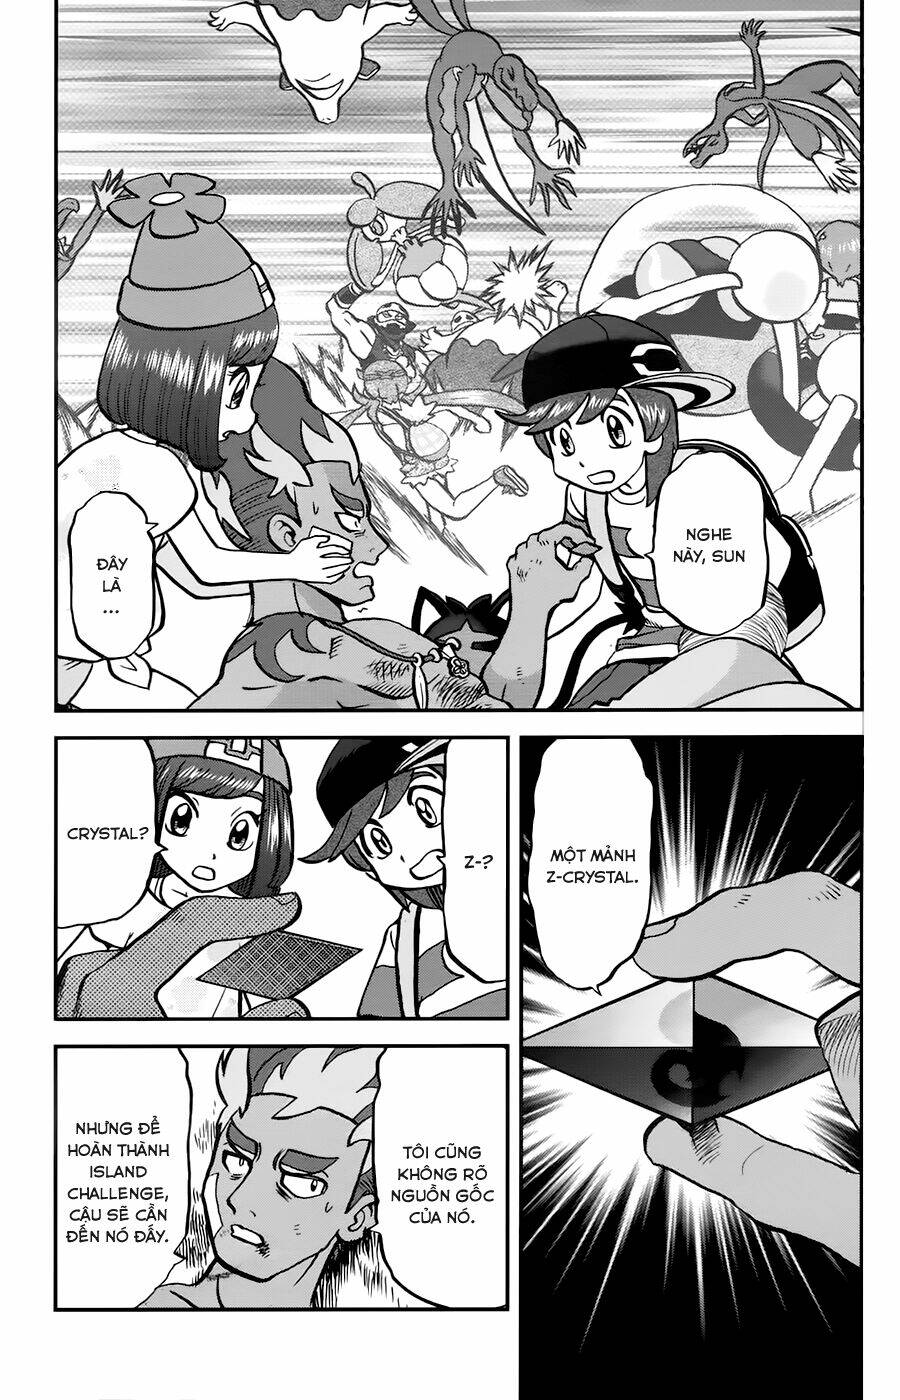 NGHE
NÀY, SUN
ĐÂY
LÀ
...
MỘT MẢNH
Z-CRYSTAL.
Z-?
CRYSTAL?
TÔI CŨNG
KHÔNG RÕ
NGUỒN GỐC
CỦA NÓ.
NHƯNG ĐỂ
HOÀN THÀNH
ISLAND
CHALLENGE,
CẬU SẼ CẦN
ĐẾN NÓ ĐẤY.